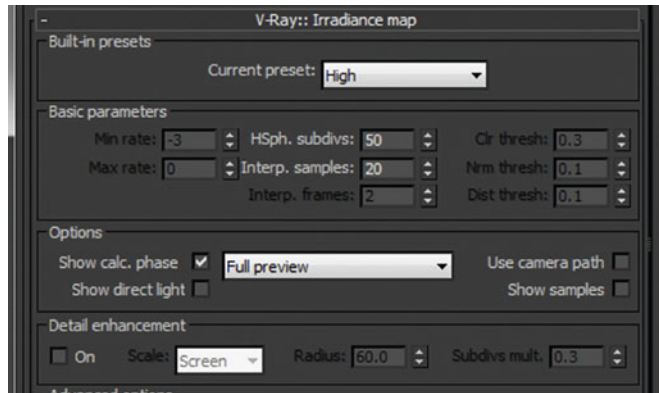 - V-Ray:: Irradiance map
Built-in presets
Current preset: High
Basic parameters
Min rate: -3 HSph. subdivs: 50 Clr thresh: 0.3
Max rate: 0 Interp. samples: 20 Nrm thresh: 0.1
Interp. frames: 2 Dist thresh: 0.1
Options
Show calc. phase Full preview Use camera path
Show direct light Show samples
Detail enhancement
On Scale: Screen Radius: 60.0 Subdivs mult. 0.3
Advanced options